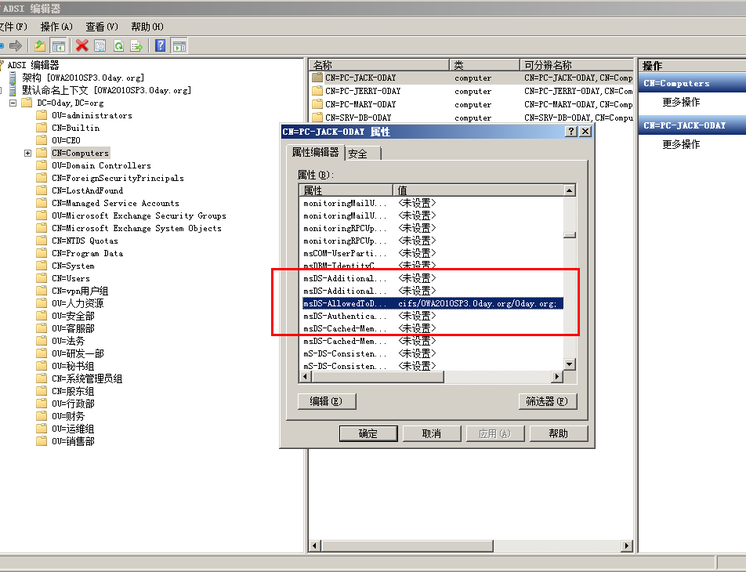 ADSI 编辑器
文件(F) 操作(A) 查看(V) 帮助(H)
ADSI 编辑器
架构 [OWA2010SP3.0day.org]
默认命名上下文 [OWA2010SP3.0day.org]
DC=0day,DC=org
OU=administrators
CN=Builtin
OU=CEO
CN=Computers
OU=Domain Controllers
CN=ForeignSecurityPrincipals
CN=LostAndFound
CN=Managed Service Accounts
OU=Microsoft Exchange Security Groups
CN=Microsoft Exchange System Objects
CN=NTDS Quotas
CN=Program Data
CN=System
CN=Users
CN=vpn用户组
OU=人力资源
OU=安全部
OU=客服部
OU=法务
OU=研发一部
OU=秘书组
CN=系统管理员组
CN=股东组
OU=行政部
OU=财务
OU=运维组
OU=销售部
名称 类 可分辨名称
CN=PC-JACK-0DAY computer CN=PC-JACK-0DAY,CN=Comp
CN=PC-JERRY-0DAY computer CN=PC-JERRY-0DAY,CN=Co
CN=PC-MARY-0DAY computer CN=PC-MARY-0DAY,CN=Comp
CN=SRV-DB-0DAY computer CN=SRV-DB-0DAY,CN=Compu
CN=PC-JACK-0DAY 属性
属性编辑器 安全
属性(B):
属性 值
monitoringMailU... <未设置>
monitoringMailU... <未设置>
monitoringRPCUp... <未设置>
monitoringRPCUp... <未设置>
msCOM-UserParti... <未设置>
msDRM-IdentityC... <未设置>
msDS-Additional... <未设置>
msDS-Additional... <未设置>
msDS-AllowedToD... cifs/OWA2010SP3.0day.org/0day.org;
msDS-Authentica... <未设置>
msDS-Cached-Mem... <未设置>
msDS-Cached-Mem... <未设置>
mS-DS-Consisten... <未设置>
mS-DS-Consisten... <未设置>
编辑(E) 筛选器(F)
确定 取消 应用(A) 帮助
操作
CN=Computers
更多操作
CN=PC-JACK-0DAY
更多操作